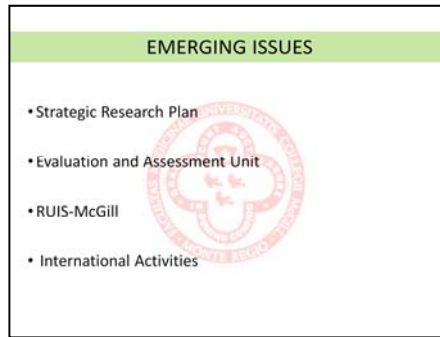 EMERGING ISSUES
• Strategic Research Plan
• Evaluation and Assessment Unit
• RUIS-McGill
• International Activities